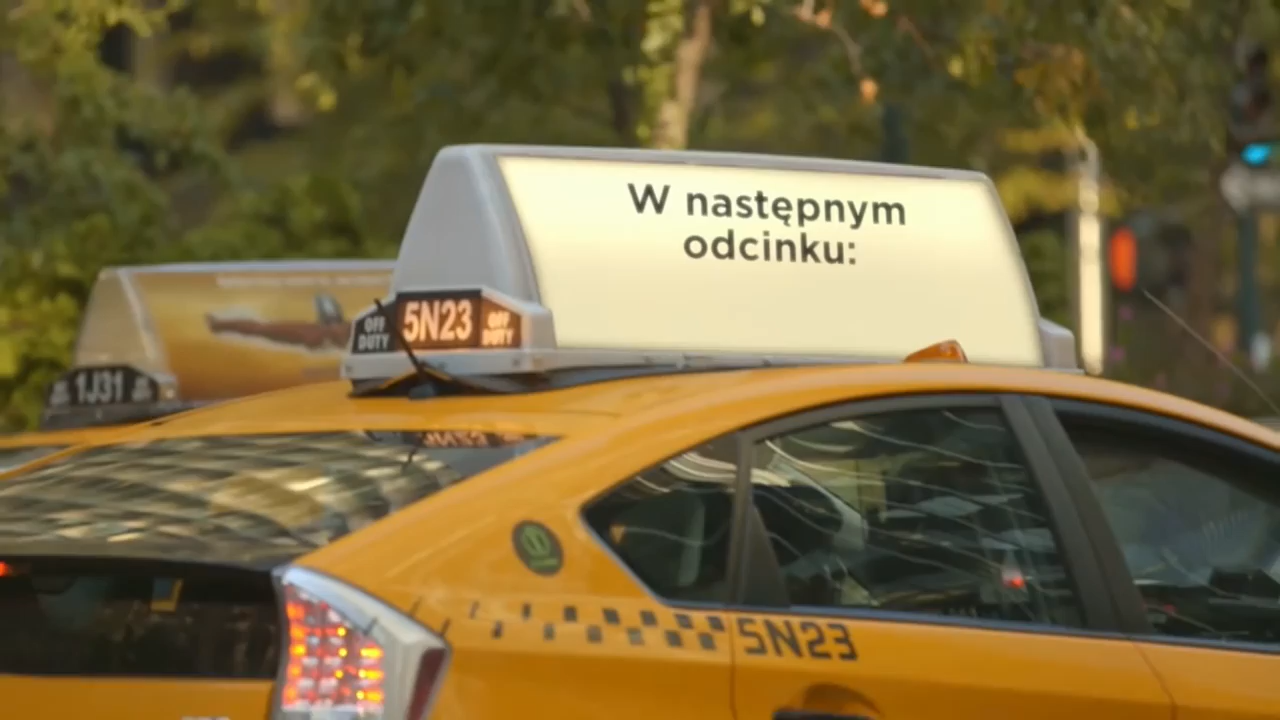 W następnym
odcinku:
OFF
DUTY
5N23
OFF
DUTY
1J31
5N23